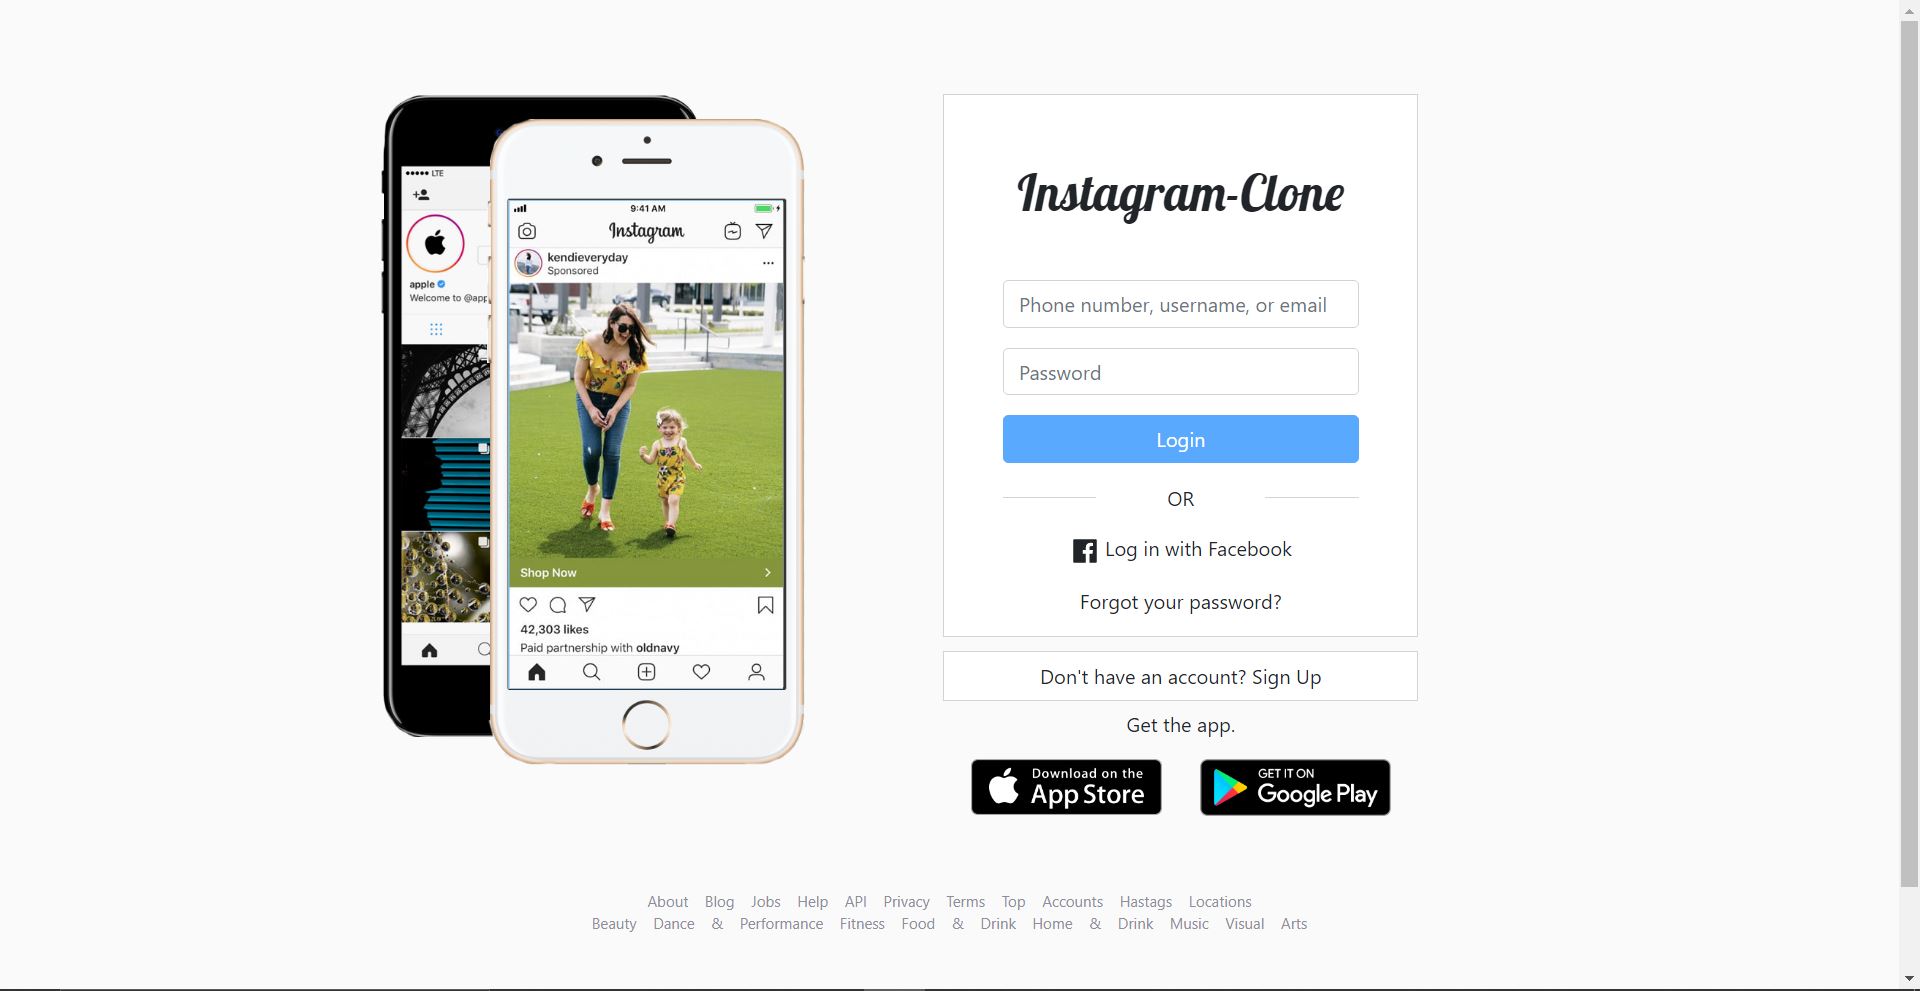 LTE
apple
Welcome to @app
9:41 AM
Instagram
kendieveryday
Sponsored
Shop Now
42,303 likes
Paid partnership with oldnavy
Instagram-Clone
Phone number, username, or email
Password
Login
OR
Log in with Facebook
Forgot your password?
Don't have an account? Sign Up
Get the app.
Download on the
App Store
GET IT ON
Google Play
About Blog Jobs Help API Privacy Terms Top Accounts Hastags Locations
Beauty Dance & Performance Fitness Food & Drink Home & Drink Music Visual Arts